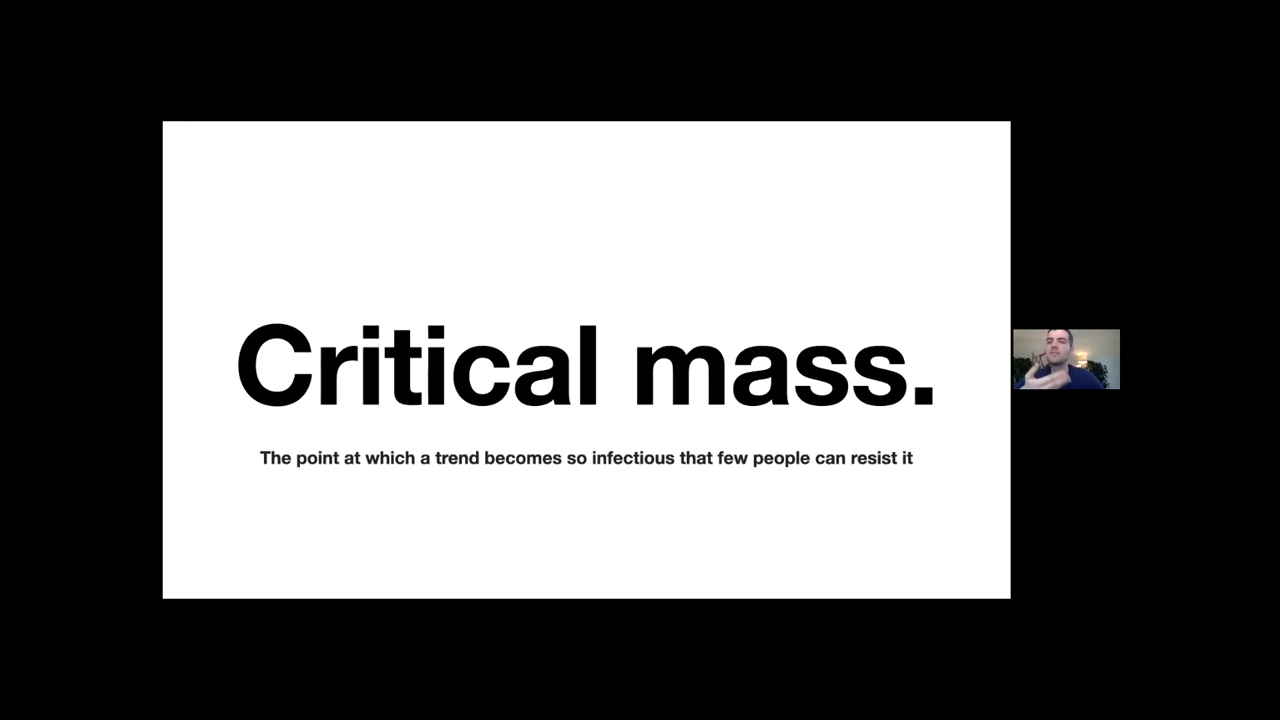 Critical mass.
The point at which a trend becomes so infectious that few people can resist it